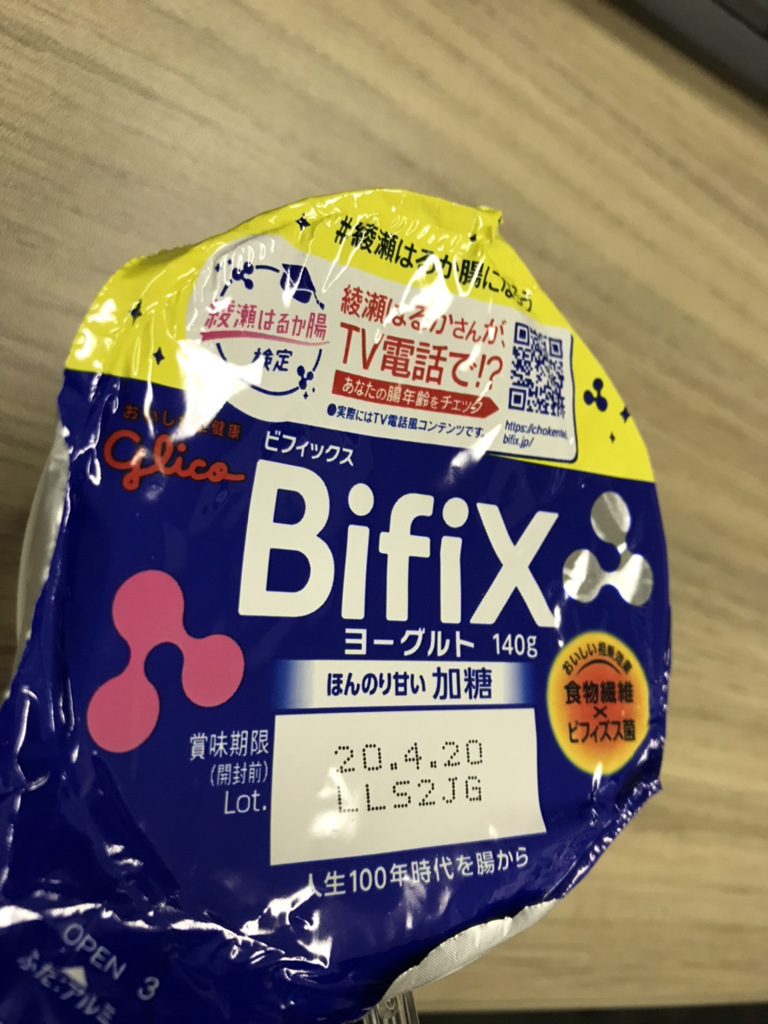 #綾瀬はるか腸になろう
綾瀬はるか腸
検定
綾瀬はるかさんが、
TV電話で!?
あなたの腸年齢をチェック
●実際にはTV電話風コンテンツです。
https://chokentei.
bifix.jp/
おいしさと健康
Glico
ビフィックス
BifiX
ヨーグルト 140g
ほんのり甘い 加糖
おいしい相乗効果
食物繊維
×
ビフィズス菌
賞味期限
(開封前)
Lot.
20.4.20
LLS2JG
人生100年時代を腸から
OPEN 3
ふた:アルミ